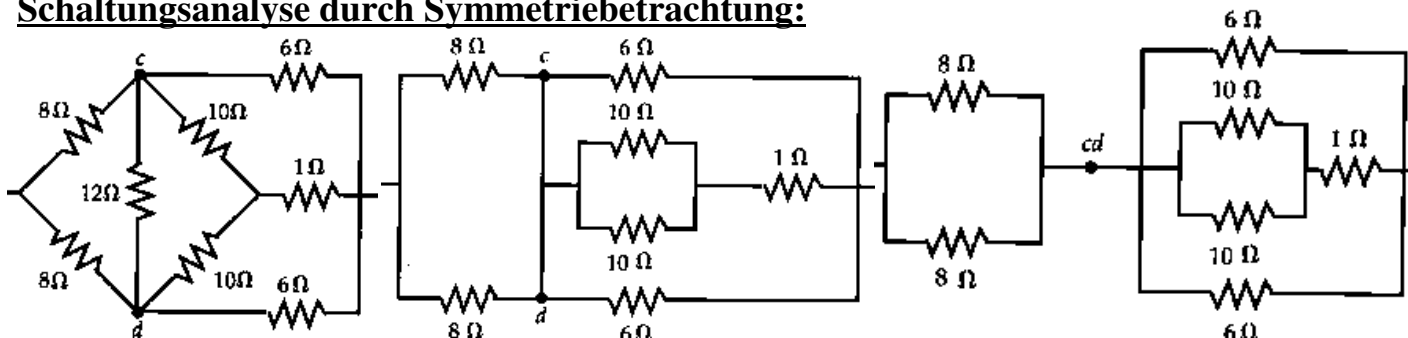 Schaltungsanalyse durch Symmetriebetrachtung:
6 Ω
6Ω
8 Ω
c
6 Ω
8 Ω
10 Ω
c
8Ω
10Ω
10 Ω
cd
1 Ω
12Ω
1Ω
1 Ω
8Ω
10Ω
6Ω
10 Ω
8 Ω
10 Ω
d
8 Ω
d
6Ω
6Ω